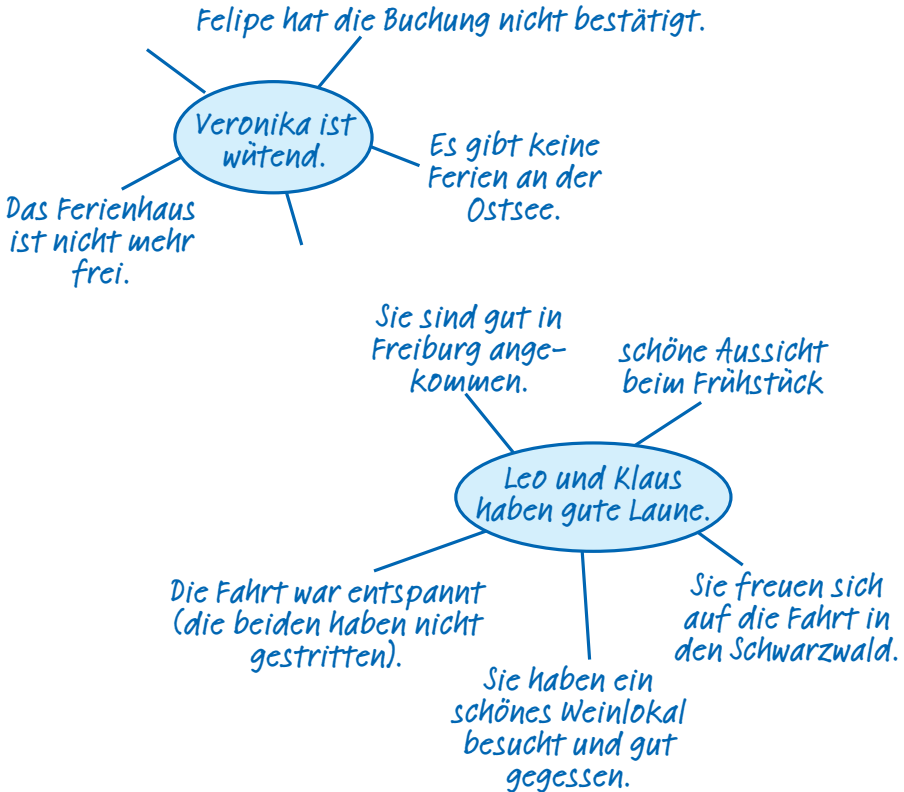 Felipe hat die Buchung nicht bestätigt.
Veronika ist
wütend.
Es gibt keine
Ferien an der
Ostsee.
Das Ferienhaus
ist nicht mehr
frei.
Sie sind gut in
Freiburg ange-
kommen.
schöne Aussicht
beim Frühstück
Leo und Klaus
haben gute Laune.
Die Fahrt war entspannt
(die beiden haben nicht
gestritten).
Sie freuen sich
auf die Fahrt in
den Schwarzwald.
Sie haben ein
schönes Weinlokal
besucht und gut
gegessen.